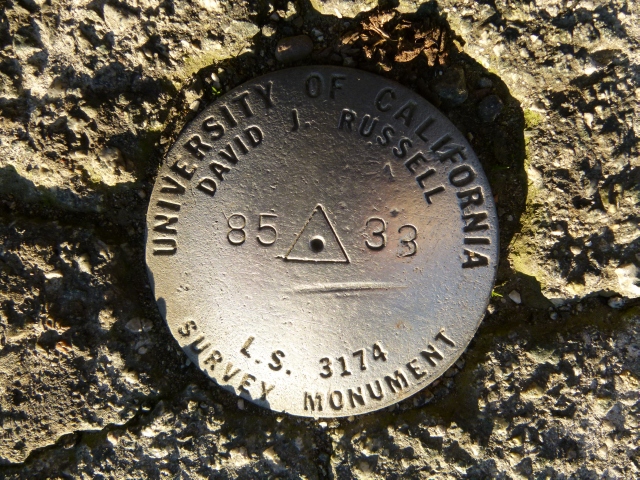 UNIVERSITY OF CALIFORNIA
DAVID J. RUSSELL
85 33
L.S. 3174
SURVEY MONUMENT